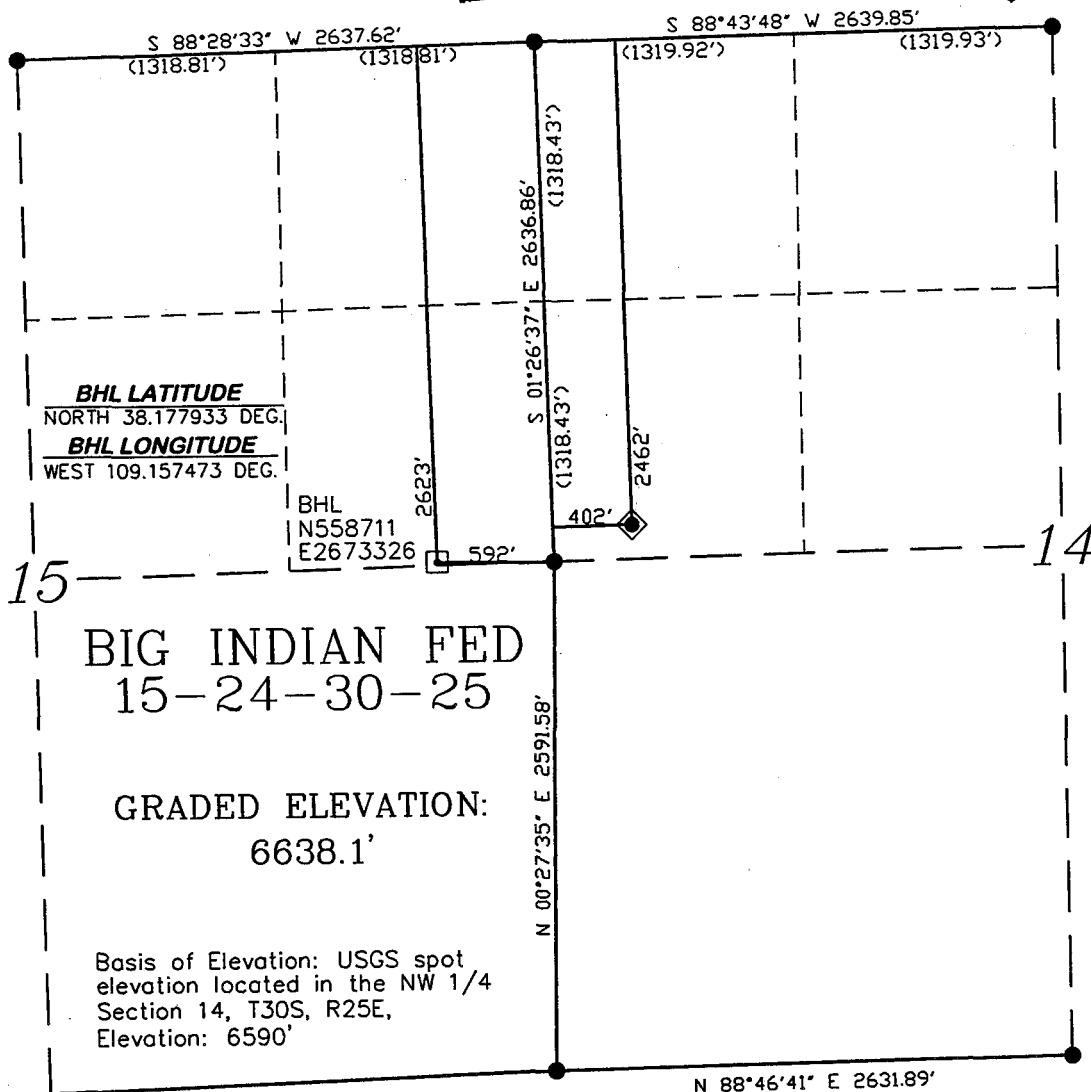 S 88°28'33" W 2637.62'
S 88°43'48" W 2639.85'
(1318.81')
(1318.81')
(1319.92')
(1319.93')
(1318.43')
S 01°26'37" E 2636.86'
(1318.43')
BHL LATITUDE
NORTH 38.177933 DEG.
BHL LONGITUDE
WEST 109.157473 DEG.
2623'
2462'
BHL
N558711
E2673326
402'
592'
15
14
BIG INDIAN FED
15-24-30-25
N 00°27'35" E 2591.58'
GRADED ELEVATION:
6638.1'
Basis of Elevation: USGS spot
elevation located in the NW 1/4
Section 14, T30S, R25E,
Elevation: 6590'
N 88°46'41" E 2631.89'